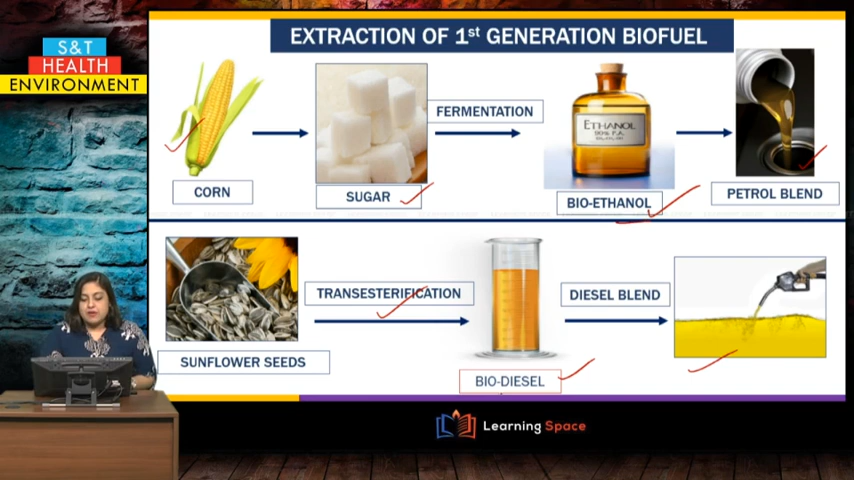 S&T
HEALTH
ENVIRONMENT
EXTRACTION OF 1st GENERATION BIOFUEL
FERMENTATION
ETHANOL
CORN
SUGAR
BIO-ETHANOL
PETROL BLEND
TRANSESTERIFICATION
DIESEL BLEND
SUNFLOWER SEEDS
BIO-DIESEL
Learning Space